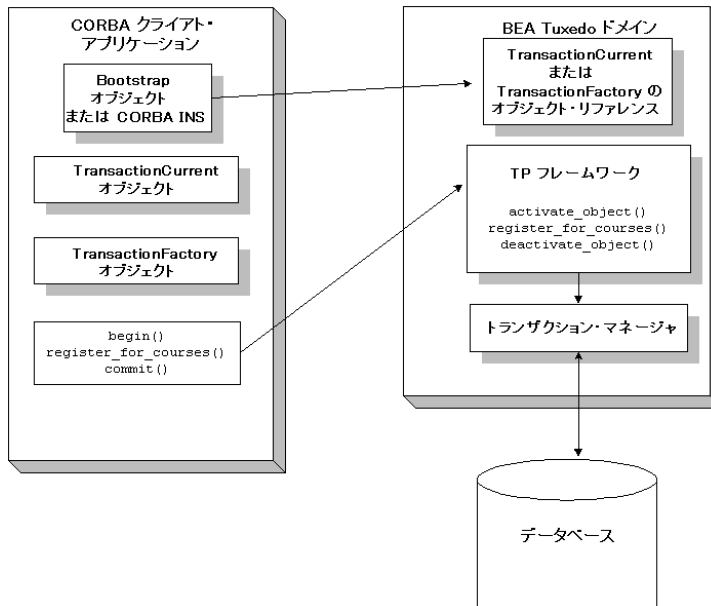 CORBA クライアト・
アプリケーション
Bootstrap
オブジェクト
または CORBA INS
TransactionCurrent
オブジェクト
TransactionFactory
オブジェクト
begin()
register_for_courses()
commit()
BEA Tuxedo ドメイン
TransactionCurrent
または
TransactionFactory の
オブジェクト・リファレンス
TP フレームワーク
activate_object()
register_for_courses()
deactivate_object()
トランザクション・マネージャ
データベース